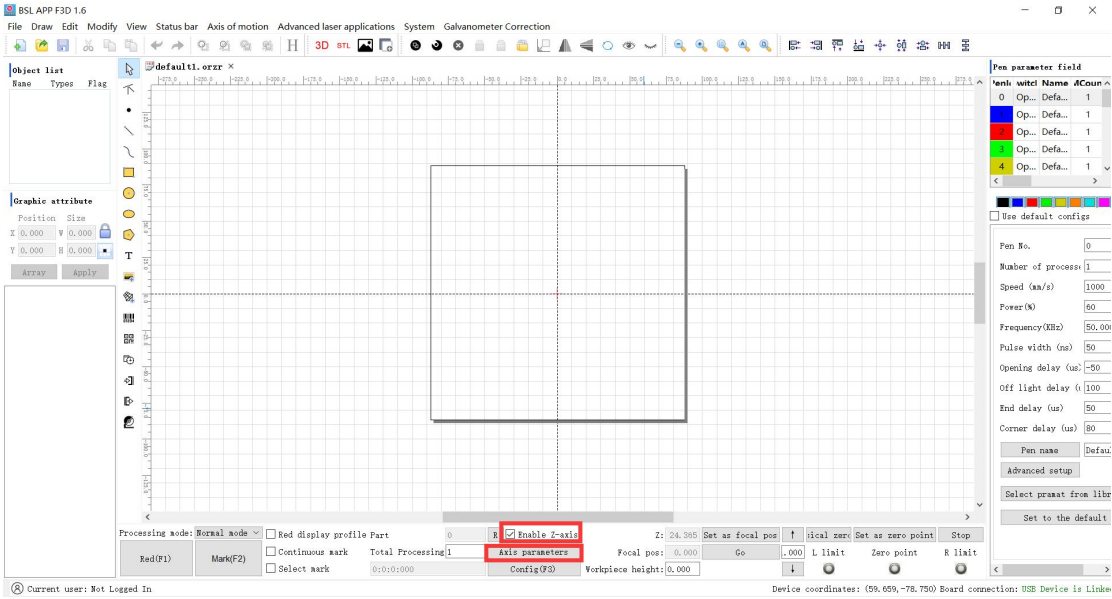 BSL APP F3D 1.6
File Draw Edit Modify View Status bar Axis of motion Advanced laser applications System Galvanometer Correction
3D STL
Object list
Name Types Flag
default1.orzr ×
Pen parameter field
witcl Name
0 Op... Defa... 1
1 Op... Defa... 1
2 Op... Defa... 1
3 Op... Defa... 1
4 Op... Defa... 1
Graphic attribute
Position Size
X 0.000 W 0.000
Y 0.000 H 0.000
Array Apply
T
Use default configs
Pen No. 0
Number of process 1
Speed (mm/s) 1000
Power(%) 60
Frequency(KHz) 50.000
Pulse width (ns) 50
Opening delay (us) -50
Off light delay ( 100
End delay (us) 50
Corner delay (us) 80
Pen name Defau
Advanced setup
Select pramat from libr
Set to the default
Processing mode: Normal mode Red display profile Part 0 R Enable Z-axis Z: 24.365 Set as focal pos ical zero Set as zero point Stop
Red(F1) Mark(F2) Continuous mark Total Processing 1 Axis parameters Focal pos: 0.000 Go .000 L limit Zero point R limit
Select mark 0:0:0:000 Config(F3) Workpiece height: 0.000
Current user: Not Logged In Device coordinates: (59.659,-78.750) Board connection: USB Device is Linke